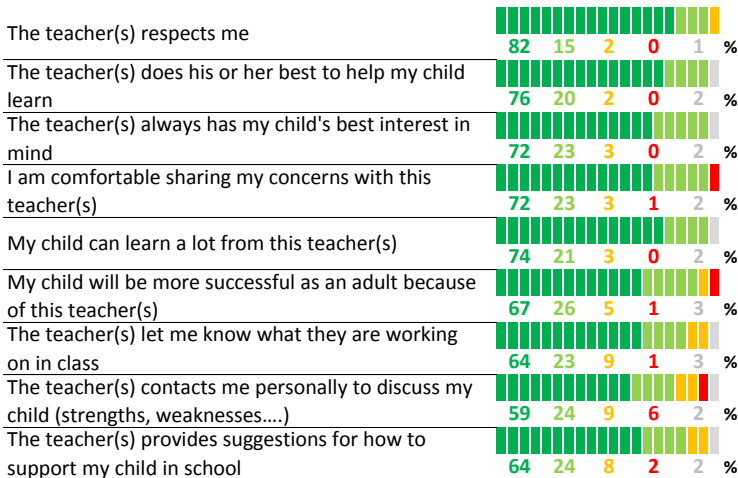 The teacher(s) respects me
82 15 2 0 1 %
The teacher(s) does his or her best to help my child
learn
76 20 2 0 2 %
The teacher(s) always has my child's best interest in
mind
72 23 3 0 2 %
I am comfortable sharing my concerns with this
teacher(s)
72 23 3 1 2 %
My child can learn a lot from this teacher(s)
74 21 3 0 2 %
My child will be more successful as an adult because
of this teacher(s)
67 26 5 1 3 %
The teacher(s) let me know what they are working
on in class
64 23 9 1 3 %
The teacher(s) contacts me personally to discuss my
child (strengths, weaknesses....)
59 24 9 6 2 %
The teacher(s) provides suggestions for how to
support my child in school
64 24 8 2 2 %